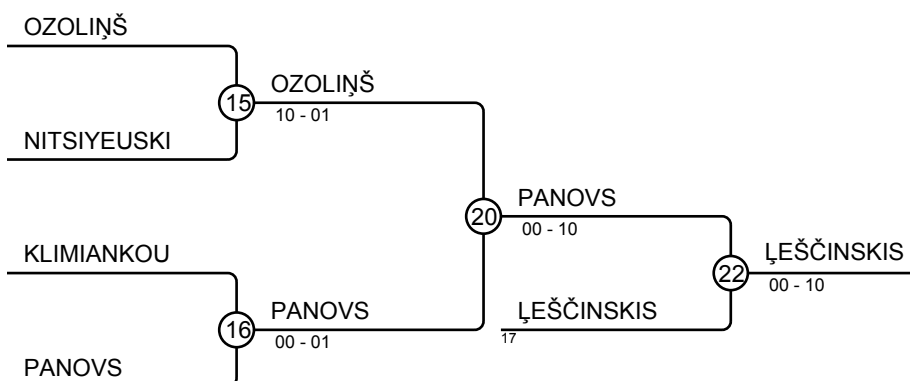 OZOLIŅŠ
15
OZOLIŅŠ
10 - 01
NITSIYEUSKI
20
PANOVS
00 - 10
KLIMIANKOU
22
ĻEŠČINSKIS
00 - 10
16
PANOVS
00 - 01
ĻEŠČINSKIS
17
PANOVS